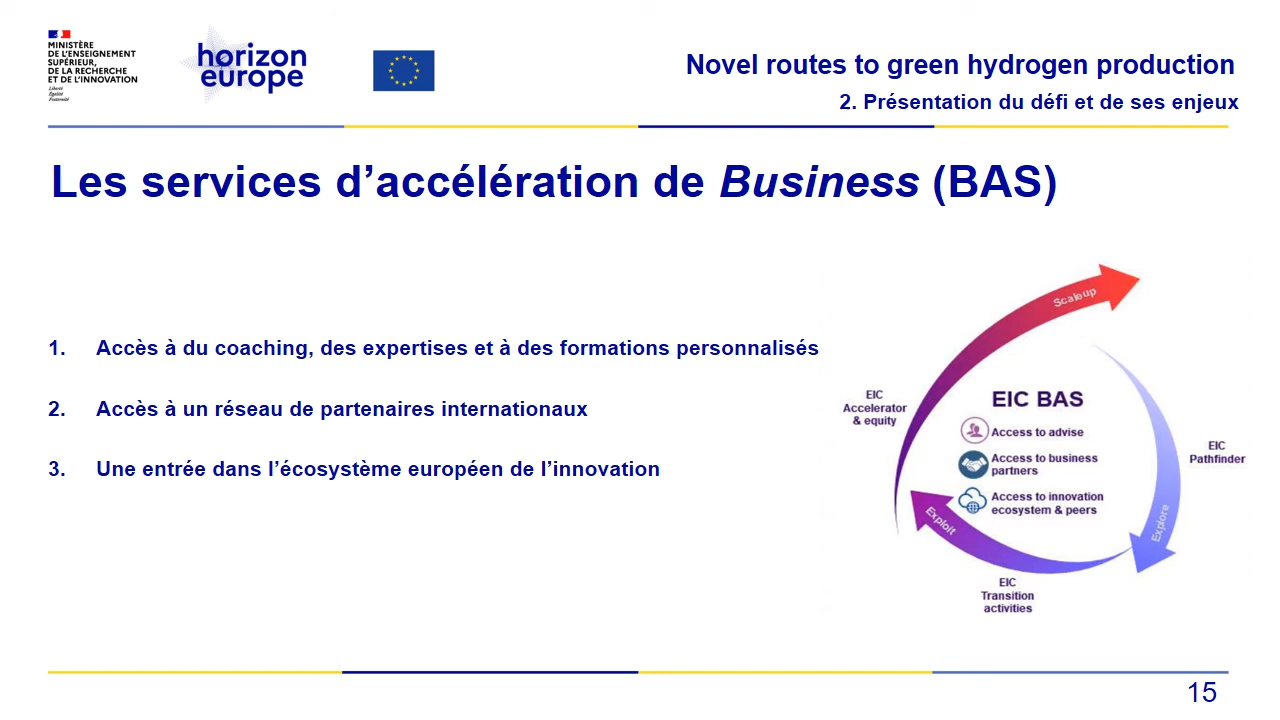 MINISTÈRE
DE L'ENSEIGNEMENT
SUPÉRIEUR,
DE LA RECHERCHE
ET DE L'INNOVATION
Liberté
Égalité
Fraternité
horizon
europe
Novel routes to green hydrogen production
2. Présentation du défi et de ses enjeux
Les services d’accélération de Business (BAS)
1. Accès à du coaching, des expertises et à des formations personnalisés
2. Accès à un réseau de partenaires internationaux
3. Une entrée dans l’écosystème européen de l’innovation
Scaleup
EIC
Accelerator
& equity
EIC BAS
Access to advise
Access to business
partners
Access to innovation
ecosystem & peers
EIC
Pathfinder
Explore
Exploit
EIC
Transition
activities
15